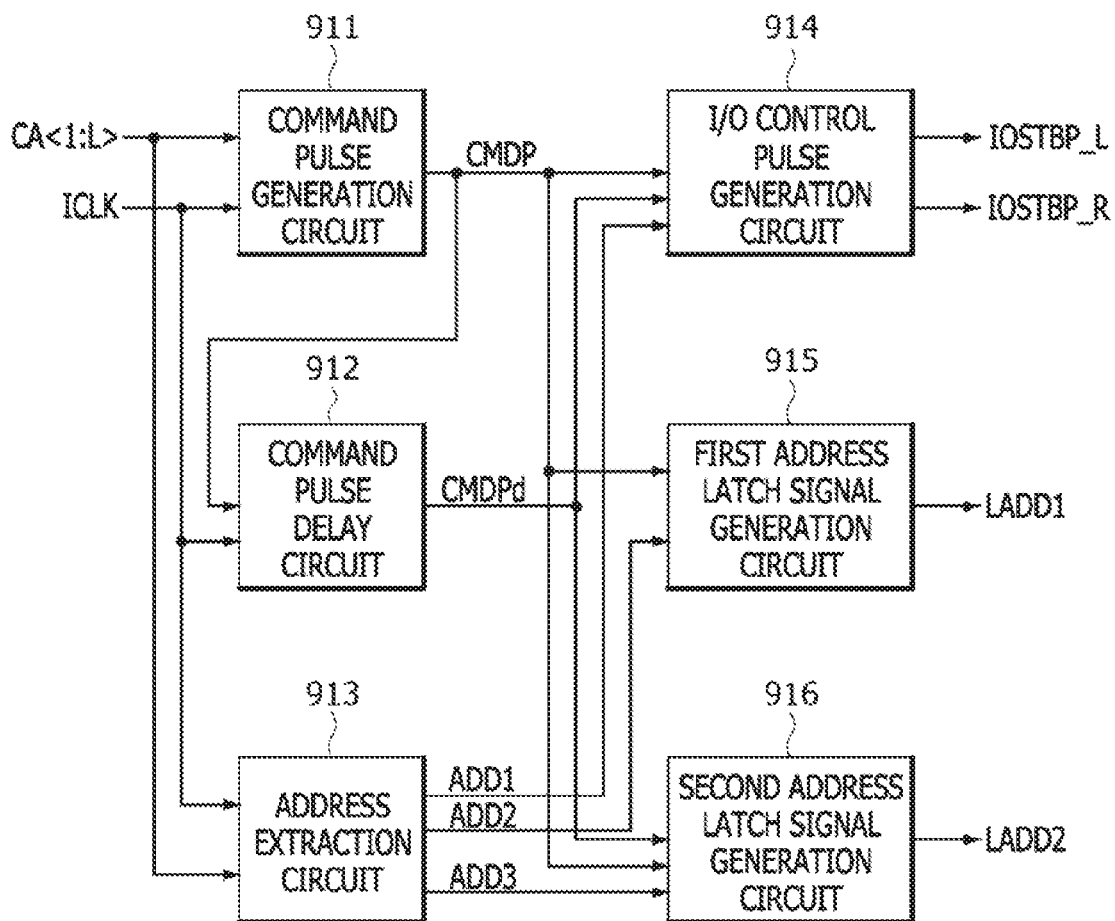 911
914
CA<1:L>
ICLK
COMMAND
PULSE
GENERATION
CIRCUIT
CMDP
I/O CONTROL
PULSE
GENERATION
CIRCUIT
IOSTBP_L
IOSTBP_R
912
915
COMMAND
PULSE
DELAY
CIRCUIT
CMDPd
FIRST ADDRESS
LATCH SIGNAL
GENERATION
CIRCUIT
LADD1
913
916
ADDRESS
EXTRACTION
CIRCUIT
ADD1
ADD2
ADD3
SECOND ADDRESS
LATCH SIGNAL
GENERATION
CIRCUIT
LADD2